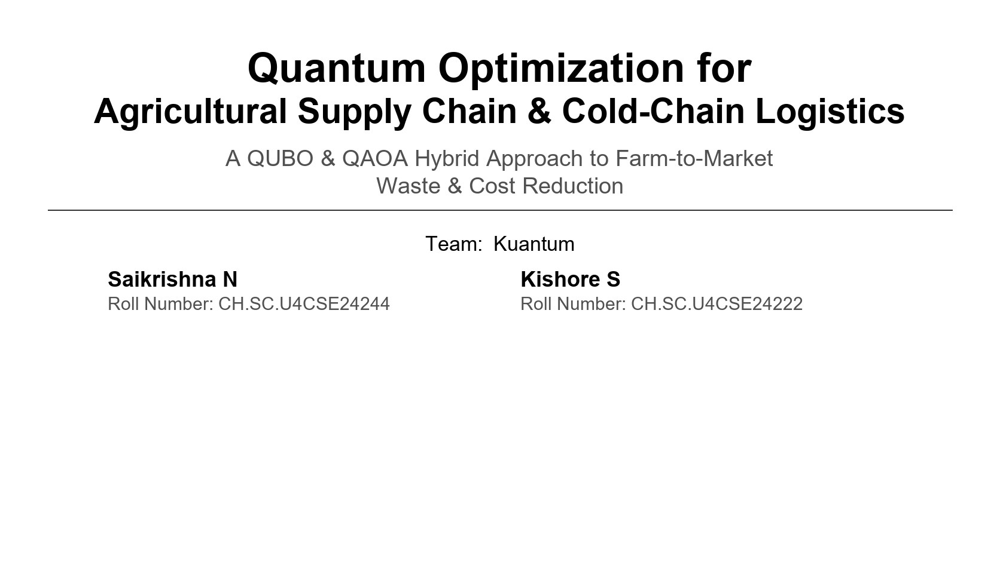 Quantum Optimization for
Agricultural Supply Chain & Cold-Chain Logistics
A QUBO & QAOA Hybrid Approach to Farm-to-Market
Waste & Cost Reduction
Team:  Kuantum
Saikrishna N
Roll Number: CH.SC.U4CSE24244
Kishore S
Roll Number: CH.SC.U4CSE24222